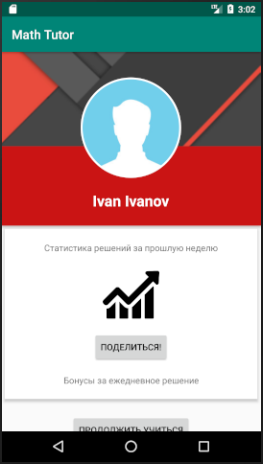 3:02
Math Tutor
Ivan Ivanov
Статистика решений за прошлую неделю
ПОДЕЛИТЬСЯ!
Бонусы за ежедневное решение
ПРОДОЛЖИТЬ УЧИТЬСЯ